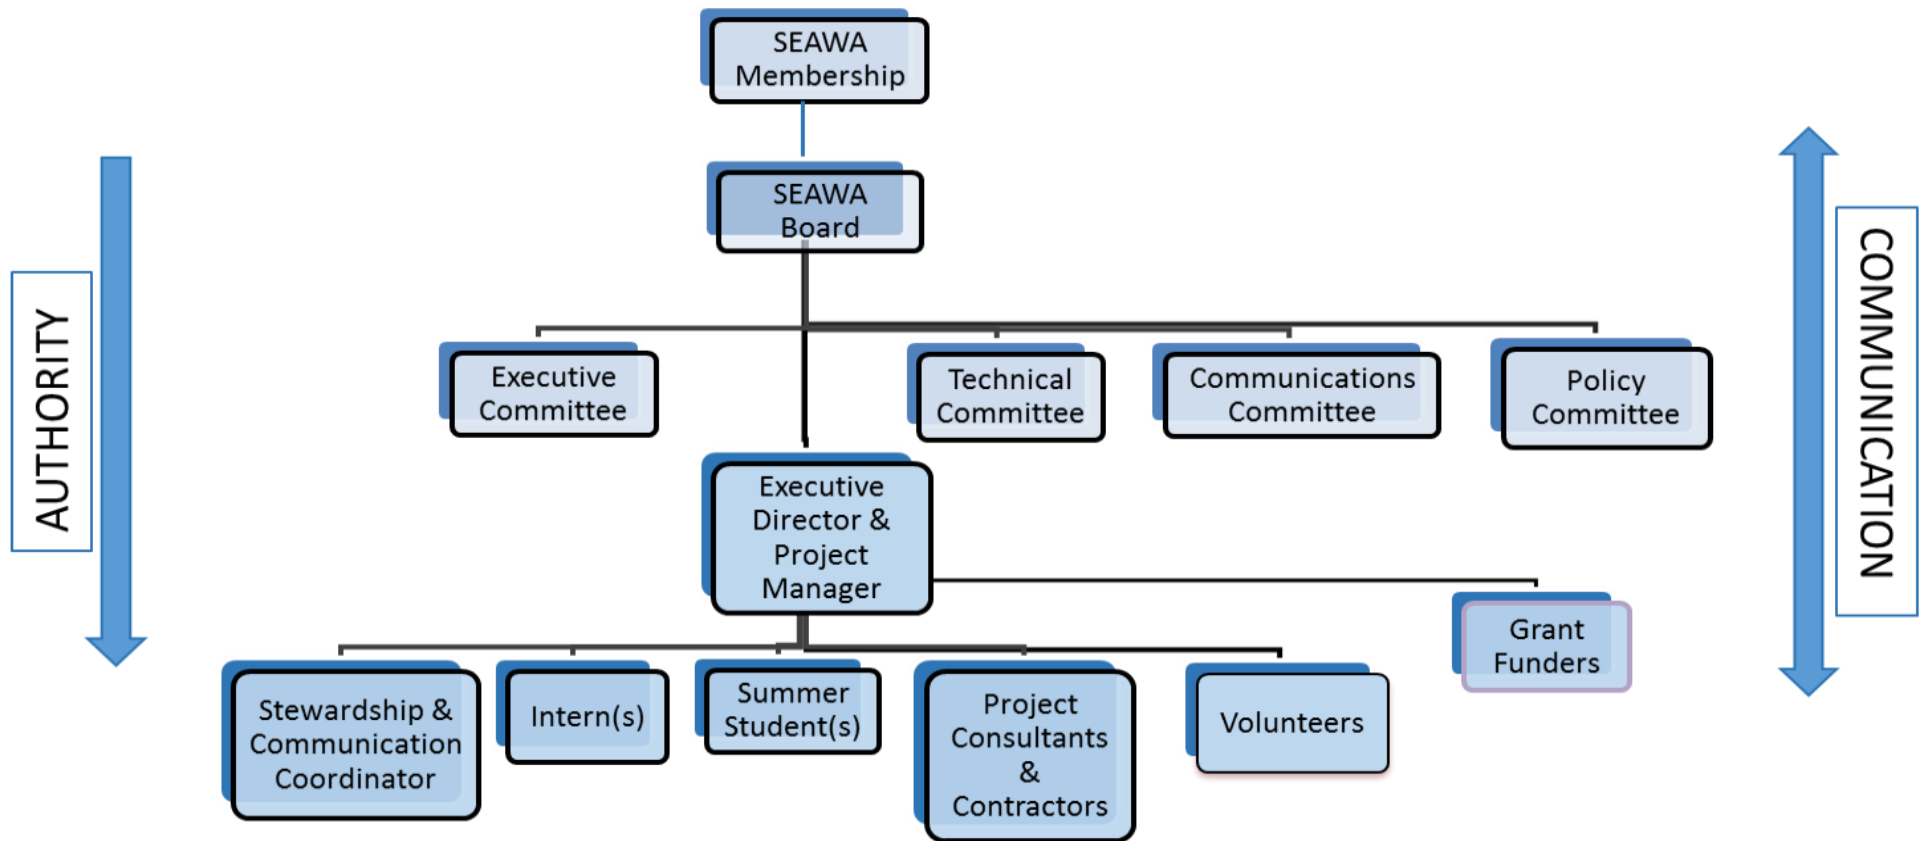 SEAWA
Membership
SEAWA
Board
AUTHORITY
COMMUNICATION
Executive
Committee
Technical
Committee
Communications
Committee
Policy
Committee
Executive
Director &
Project
Manager
Grant
Funders
Stewardship &
Communication
Coordinator
Intern(s)
Summer
Student(s)
Project
Consultants
&
Contractors
Volunteers